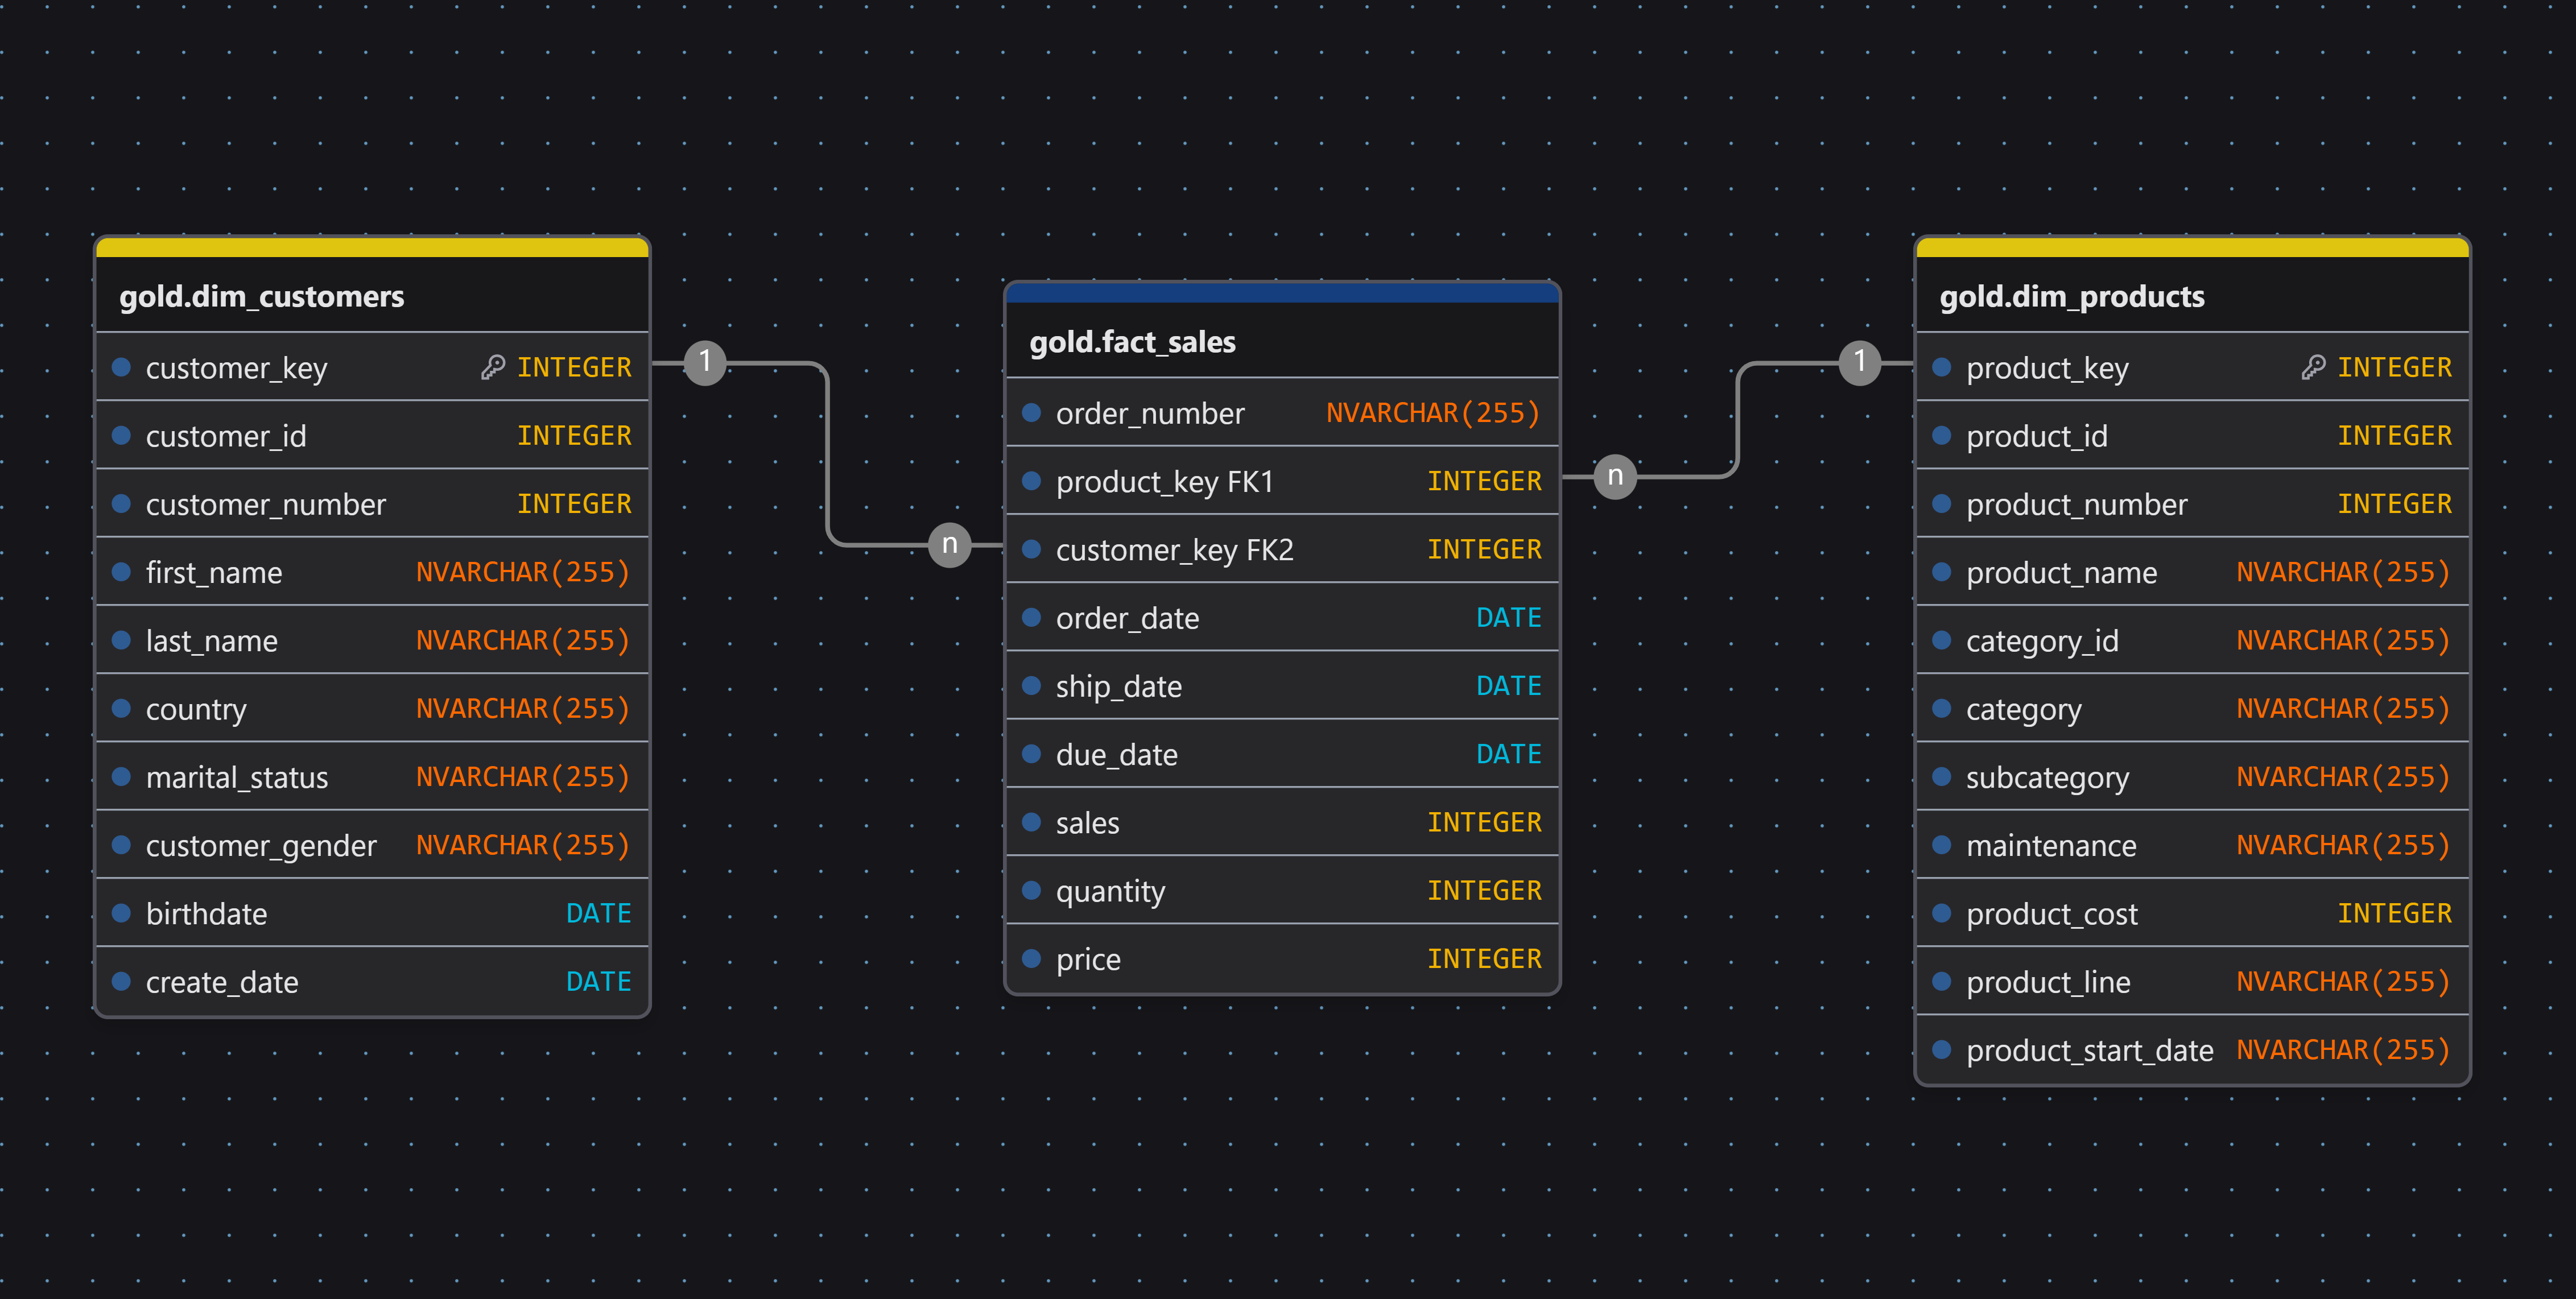 gold.dim_customers
customer_key INTEGER
customer_id INTEGER
customer_number INTEGER
first_name NVARCHAR(255)
last_name NVARCHAR(255)
country NVARCHAR(255)
marital_status NVARCHAR(255)
customer_gender NVARCHAR(255)
birthdate DATE
create_date DATE
1
n
gold.fact_sales
order_number NVARCHAR(255)
product_key FK1 INTEGER
customer_key FK2 INTEGER
order_date DATE
ship_date DATE
due_date DATE
sales INTEGER
quantity INTEGER
price INTEGER
n
1
gold.dim_products
product_key INTEGER
product_id INTEGER
product_number INTEGER
product_name NVARCHAR(255)
category_id NVARCHAR(255)
category NVARCHAR(255)
subcategory NVARCHAR(255)
maintenance NVARCHAR(255)
product_cost INTEGER
product_line NVARCHAR(255)
product_start_date NVARCHAR(255)